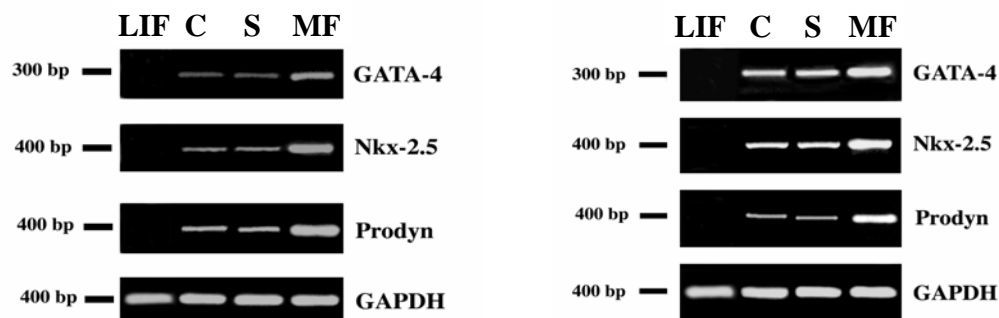 LIF C S MF
300 bp GATA-4
400 bp Nkx-2.5
400 bp Prodyn
400 bp GAPDH
LIF C S MF
300 bp GATA-4
400 bp Nkx-2.5
400 bp Prodyn
400 bp GAPDH